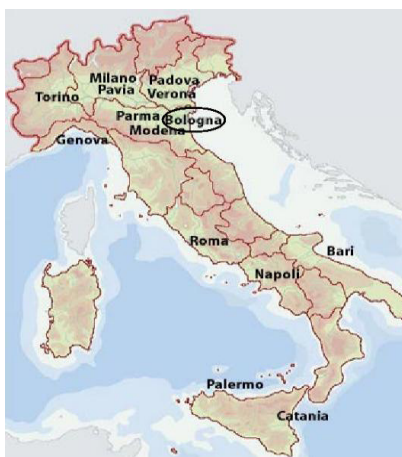 Milano
Pavia
Padova
Verona
Torino
Parma
Modena
Bologna
Genova
Roma
Bari
Napoli
Palermo
Catania